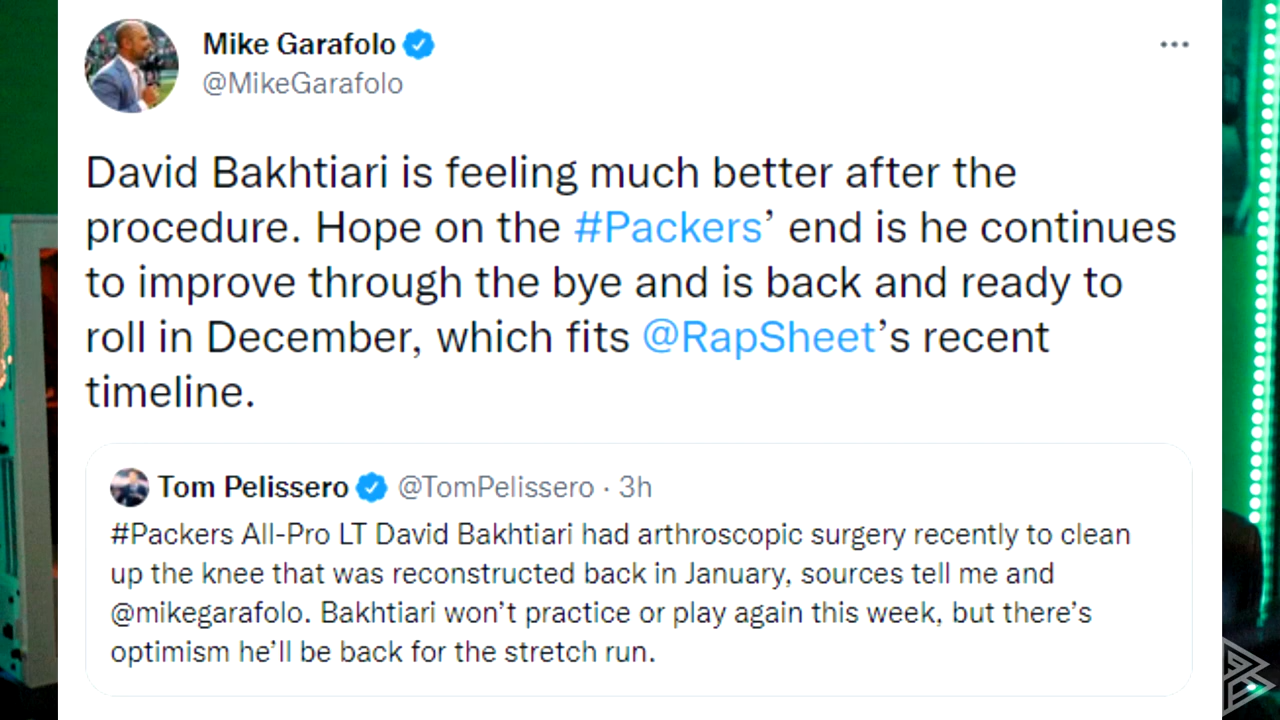 Mike Garafolo
@MikeGarafolo
David Bakhtiari is feeling much better after the
procedure. Hope on the #Packers’ end is he continues
to improve through the bye and is back and ready to
roll in December, which fits @RapSheet’s recent
timeline.
Tom Pelissero @TomPelissero · 3h
#Packers All-Pro LT David Bakhtiari had arthroscopic surgery recently to clean
up the knee that was reconstructed back in January, sources tell me and
@mikegarafolo. Bakhtiari won’t practice or play again this week, but there’s
optimism he’ll be back for the stretch run.